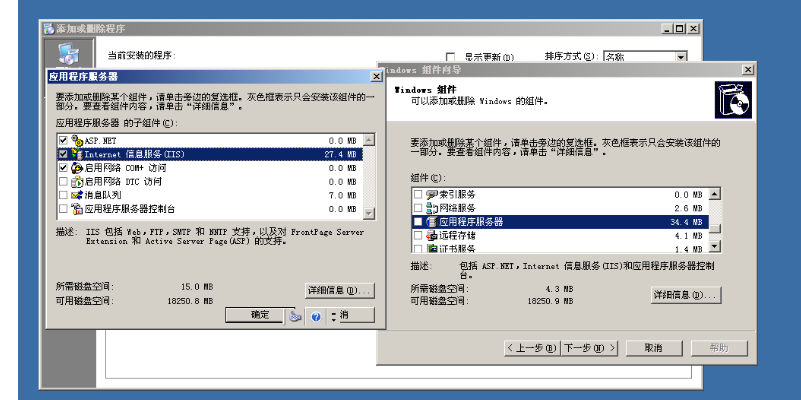 添加或删除程序
当前安装的程序:
显示更新(D)
排序方式(S):
名称
应用程序服务器
要添加或删除某个组件，请单击旁边的复选框。灰色框表示只会安装该组件的一
部分。要查看组件内容，请单击“详细信息”。
应用程序服务器 的子组件(C):
ASP.NET 0.0 MB
Internet 信息服务(IIS) 27.4 MB
启用网络 COM+ 访问 0.0 MB
启用网络 DTC 访问 0.0 MB
消息队列 7.0 MB
应用程序服务器控制台 0.0 MB
描述: IIS 包括 Web，FTP，SMTP 和 NNTP 支持，以及对 FrontPage Server
Extension 和 Active Server Page(ASP) 的支持。
所需磁盘空间: 15.0 MB
可用磁盘空间: 18250.8 MB
详细信息(D)...
确定
消
indows 组件向导
Windows 组件
可以添加或删除 Windows 的组件。
要添加或删除某个组件，请单击旁边的复选框。灰色框表示只会安装该组件的
一部分。要查看组件内容，请单击“详细信息”。
组件(C):
索引服务 0.0 MB
网络服务 2.6 MB
应用程序服务器 34.4 MB
远程存储 4.1 MB
证书服务 1.4 MB
描述: 包括 ASP.NET，Internet 信息服务(IIS)和应用程序服务器控制
台。
所需磁盘空间: 4.3 MB
可用磁盘空间: 18250.9 MB
详细信息(D)...
< 上一步(B)
下一步(N) >
取消
帮助